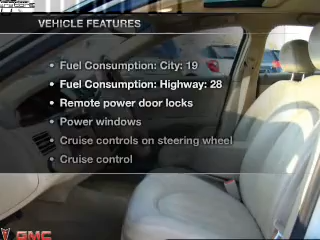 VEHICLE FEATURES
• Fuel Consumption: City: 19
• Fuel Consumption: Highway: 28
• Remote power door locks
• Power windows
• Cruise controls on steering wheel
• Cruise control
GMC